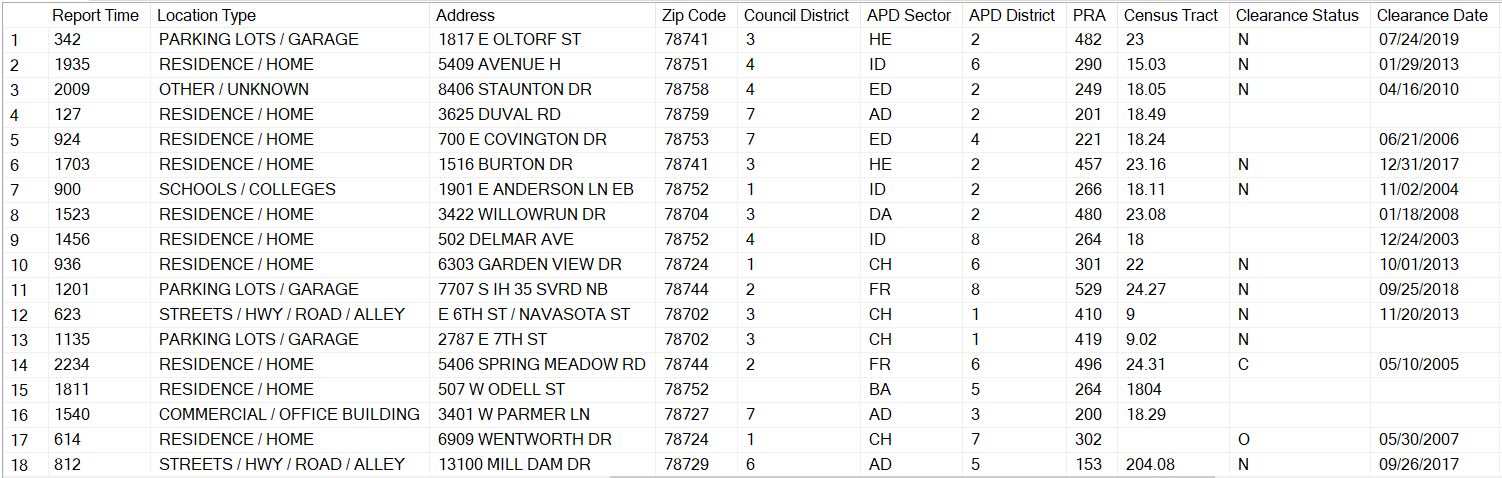 Report Time Location Type Address Zip Code Council District APD Sector APD District PRA Census Tract Clearance Status Clearance Date
1 342 PARKING LOTS / GARAGE 1817 E OLTORF ST 78741 3 HE 2 482 23 N 07/24/2019
2 1935 RESIDENCE / HOME 5409 AVENUE H 78751 4 ID 6 290 15.03 N 01/29/2013
3 2009 OTHER / UNKNOWN 8406 STAUNTON DR 78758 4 ED 2 249 18.05 N 04/16/2010
4 127 RESIDENCE / HOME 3625 DUVAL RD 78759 7 AD 2 201 18.49
5 924 RESIDENCE / HOME 700 E COVINGTON DR 78753 7 ED 4 221 18.24 06/21/2006
6 1703 RESIDENCE / HOME 1516 BURTON DR 78741 3 HE 2 457 23.16 N 12/31/2017
7 900 SCHOOLS / COLLEGES 1901 E ANDERSON LN EB 78752 1 ID 2 266 18.11 N 11/02/2004
8 1523 RESIDENCE / HOME 3422 WILLOWRUN DR 78704 3 DA 2 480 23.08 01/18/2008
9 1456 RESIDENCE / HOME 502 DELMAR AVE 78752 4 ID 8 264 18 12/24/2003
10 936 RESIDENCE / HOME 6303 GARDEN VIEW DR 78724 1 CH 6 301 22 N 10/01/2013
11 1201 PARKING LOTS / GARAGE 7707 S IH 35 SVRD NB 78744 2 FR 8 529 24.27 N 09/25/2018
12 623 STREETS / HWY / ROAD / ALLEY E 6TH ST / NAVASOTA ST 78702 3 CH 1 410 9 N 11/20/2013
13 1135 PARKING LOTS / GARAGE 2787 E 7TH ST 78702 3 CH 1 419 9.02 N
14 2234 RESIDENCE / HOME 5406 SPRING MEADOW RD 78744 2 FR 6 496 24.31 C 05/10/2005
15 1811 RESIDENCE / HOME 507 W ODELL ST 78752 BA 5 264 1804
16 1540 COMMERCIAL / OFFICE BUILDING 3401 W PARMER LN 78727 7 AD 3 200 18.29
17 614 RESIDENCE / HOME 6909 WENTWORTH DR 78724 1 CH 7 302 O 05/30/2007
18 812 STREETS / HWY / ROAD / ALLEY 13100 MILL DAM DR 78729 6 AD 5 153 204.08 N 09/26/2017